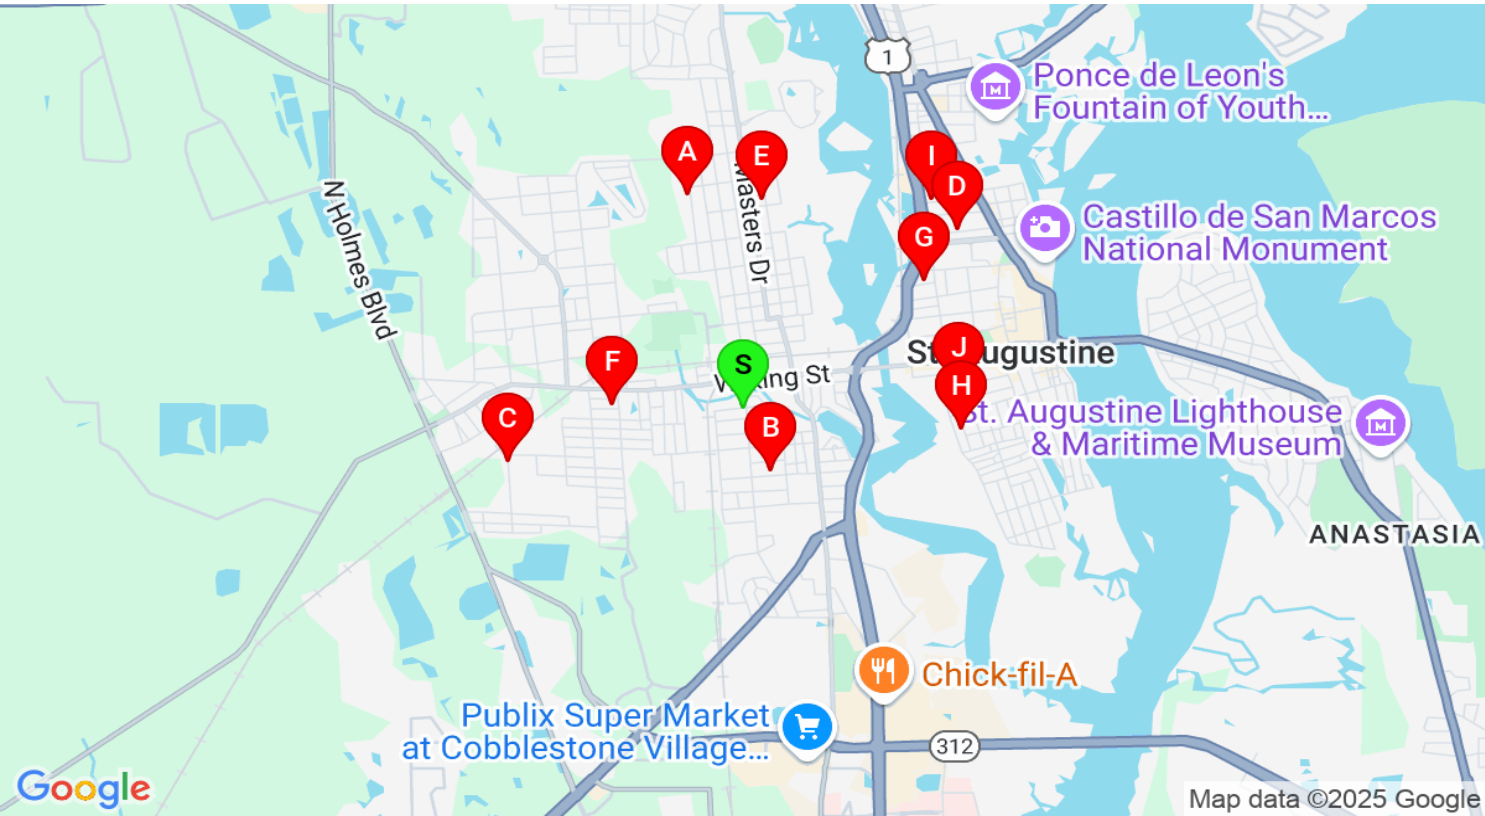 1
Ponce de Leon's
Fountain of Youth...
A
E
I
D
Masters Dr
N Holmes Blvd
G
Castillo de San Marcos
National Monument
J
St. Augustine
F
S
W King St
H
C
B
St. Augustine Lighthouse
& Maritime Museum
ANASTASIA
Chick-fil-A
Publix Super Market
at Cobblestone Village...
312
Google
Map data ©2025 Google